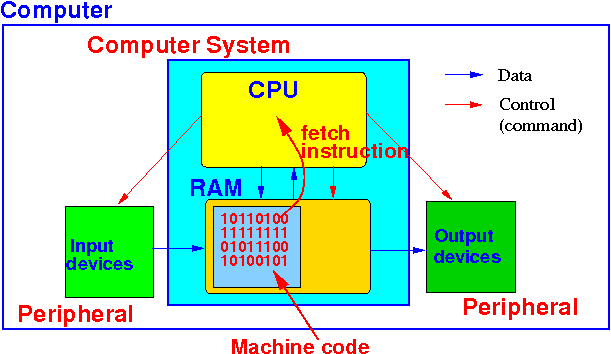 Computer
Computer System
CPU
Data
Control
(command)
fetch
instruction
RAM
10110100
11111111
01011100
10100101
Input
devices
Output
devices
Peripheral
Peripheral
Machine code